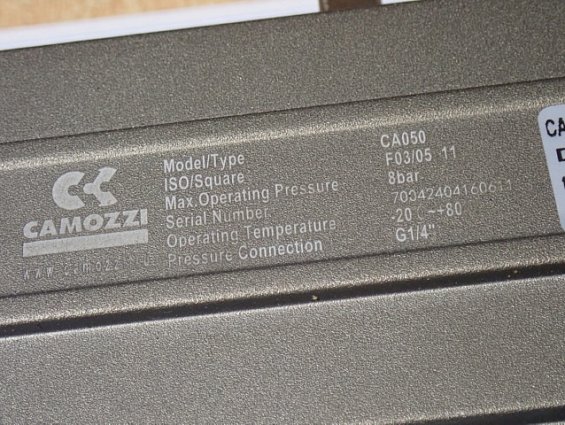 CAMOZZI
Model/Type CA050
ISO/Square F03/05 11
Max.Operating Pressure 8bar
Serial Number
Operating Temperature -20 ~+80
Pressure Connection G1/4"
CA